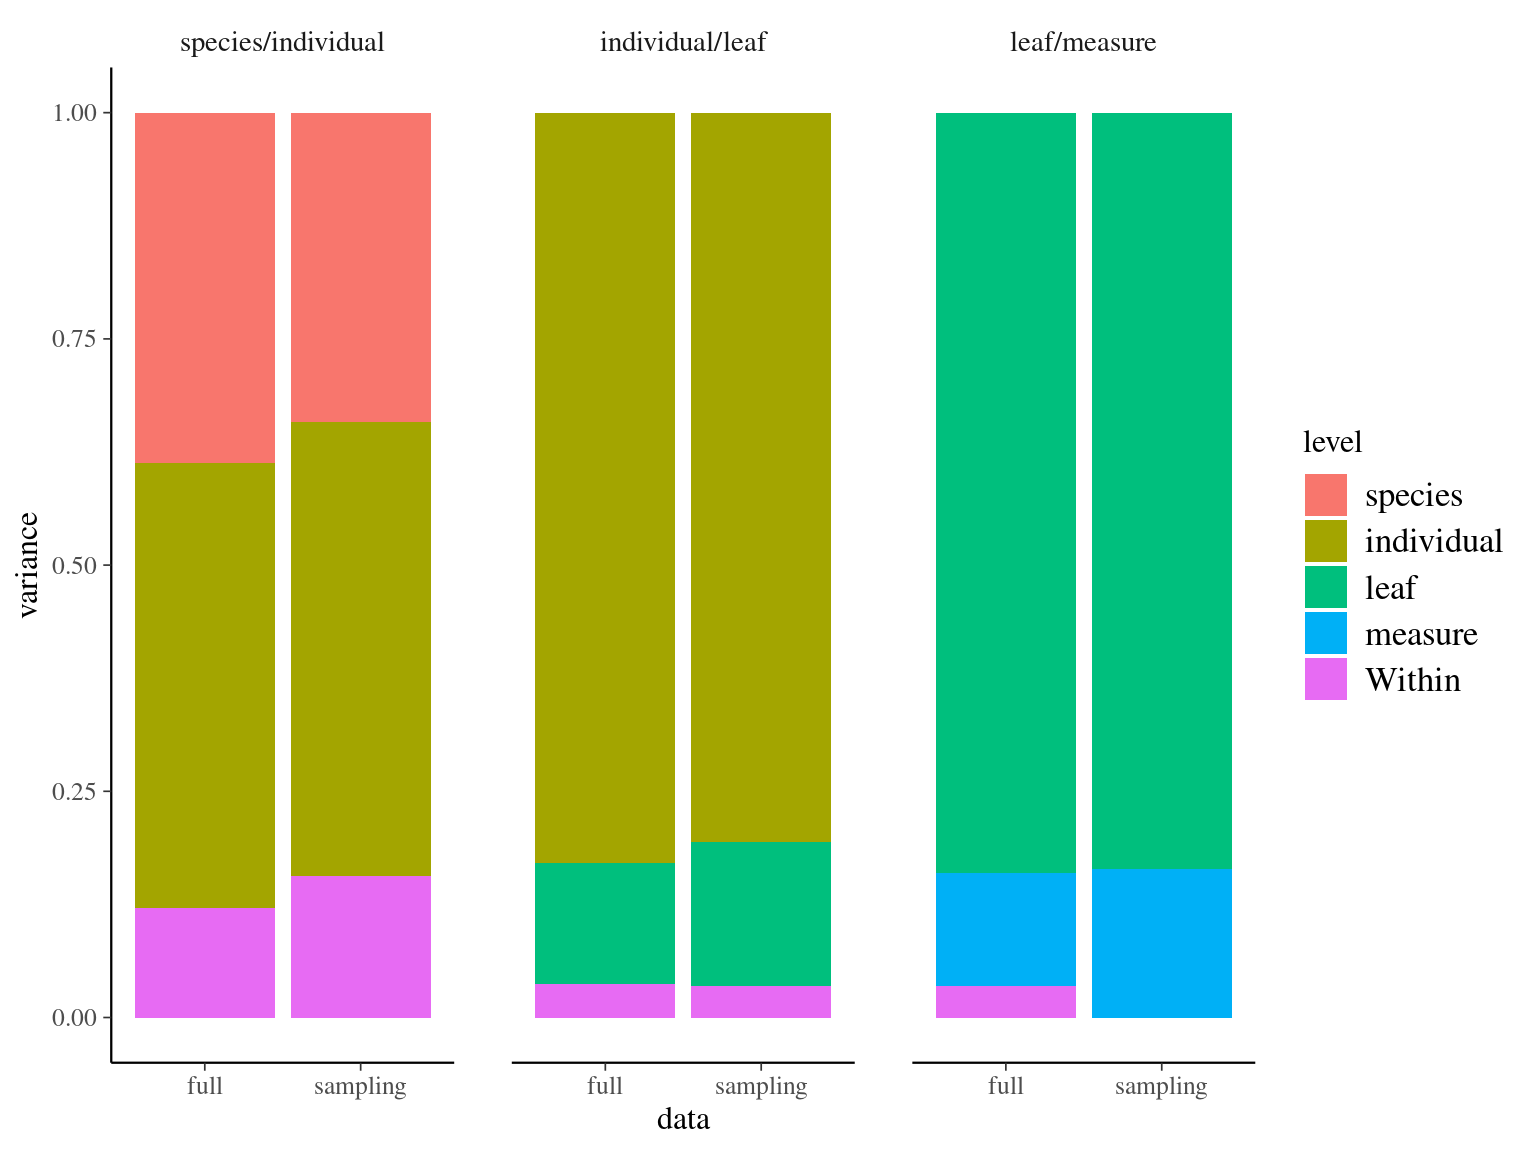 species/individual
individual/leaf
leaf/measure
1.00
0.75
0.50
0.25
0.00
variance
full
sampling
full
sampling
full
sampling
data
level
species
individual
leaf
measure
Within